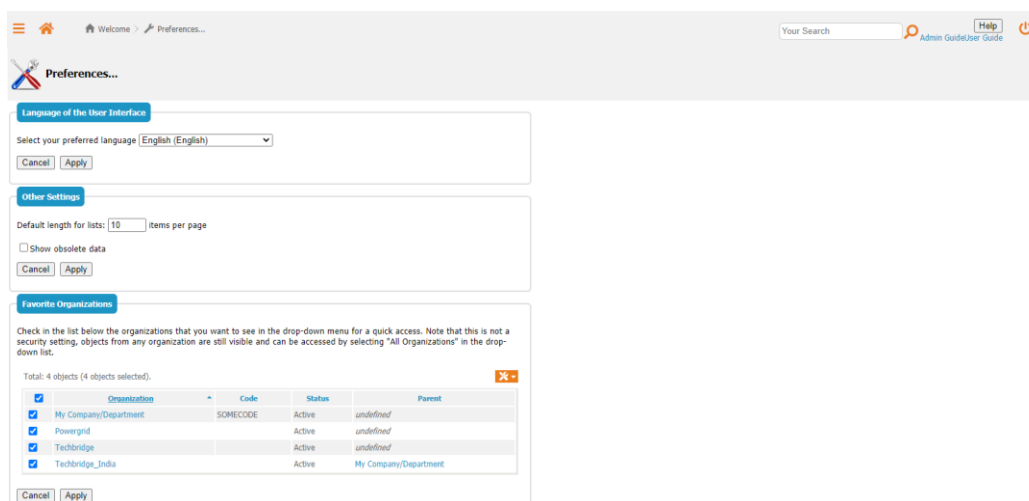 Welcome > Preferences...
Your Search
Help
Admin GuideUser Guide
Preferences...
Language of the User Interface
Select your preferred language English (English)
Cancel Apply
Other Settings
Default length for lists: 10 items per page
Show obsolete data
Cancel Apply
Favorite Organizations
Check in the list below the organizations that you want to see in the drop-down menu for a quick access. Note that this is not a
security setting, objects from any organization are still visible and can be accessed by selecting "All Organizations" in the drop-
down list.
Total: 4 objects (4 objects selected).
Organization Code Status Parent
My Company/Department SOMECODE Active undefined
Powergrid Active undefined
Techbridge Active undefined
Techbridge_India Active My Company/Department
Cancel Apply